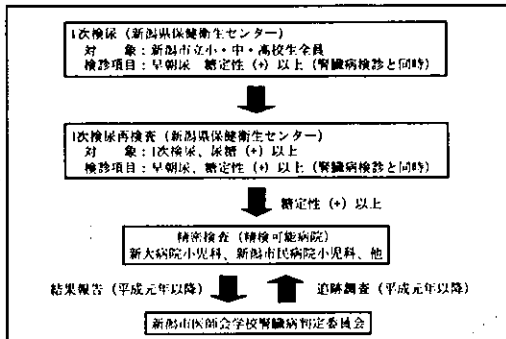 1次検尿（新潟県保健衛生センター）
対　象：新潟市立小・中・高校生全員
検診項目：早朝尿　糖定性（+）以上（腎臓病検診と同時）
1次検尿再検査（新潟県保健衛生センター）
対　象：1次検尿、尿糖（+）以上
検診項目：早朝尿、糖定性（+）以上（腎臓病検診と同時）
糖定性（+）以上
精密検査（精検可能病院）
新大病院小児科、新潟市民病院小児科、他
結果報告（平成元年以降）　追跡調査（平成元年以降）
新潟市医師会学校腎臓病判定委員会